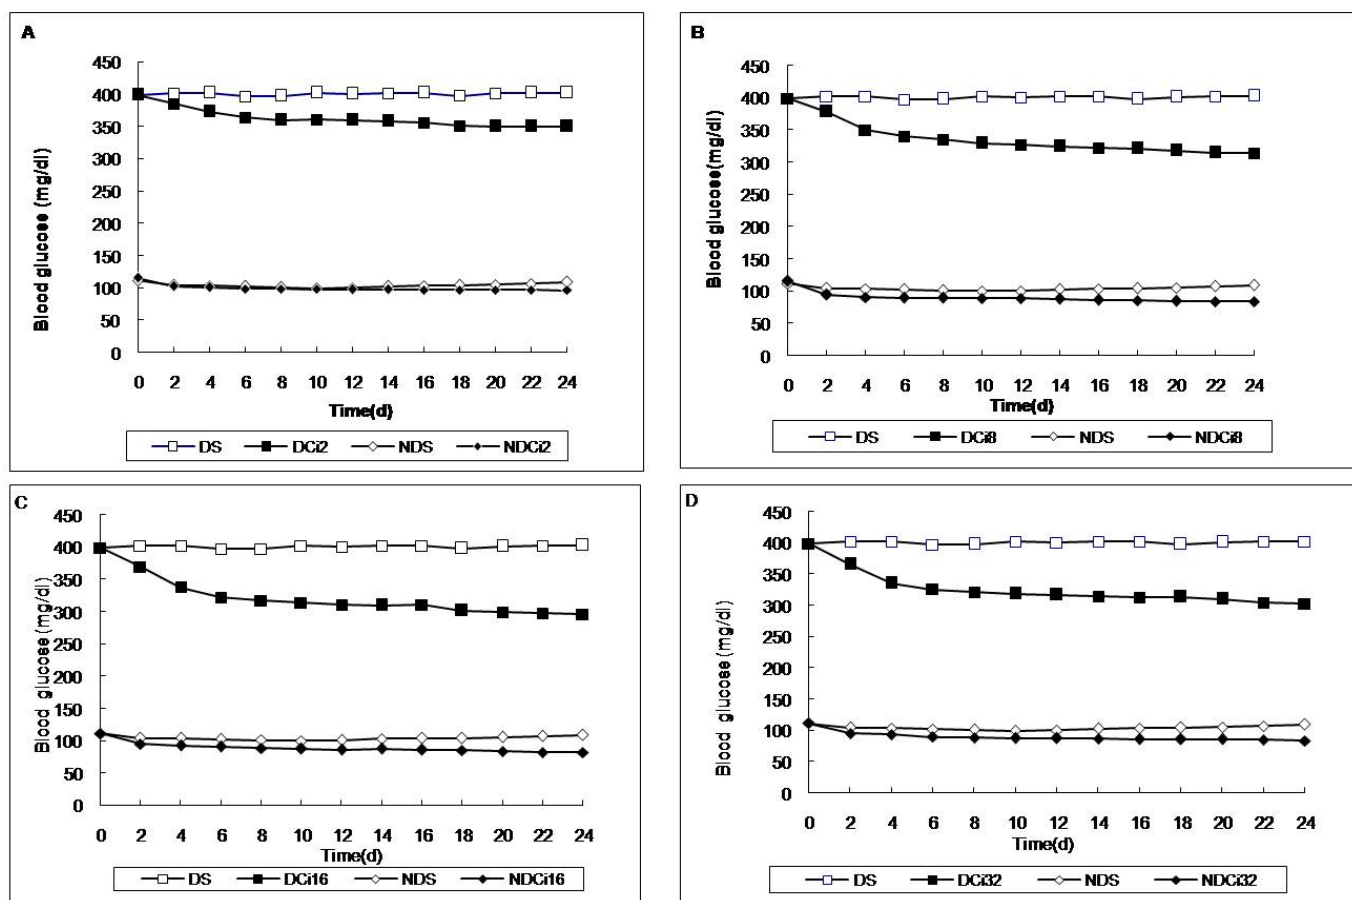 A
450
400
350
300
250
200
150
100
50
0
Blood glucose (mg/dl)
0 2 4 6 8 10 12 14 16 18 20 22 24
Time(d)
DS DCi2 NDS NDCi2
B
450
400
350
300
250
200
150
100
50
0
Blood glucose(mg/dl)
0 2 4 6 8 10 12 14 16 18 20 22 24
Time(d)
DS DCi8 NDS NDCi8
C
450
400
350
300
250
200
150
100
50
0
Blood glucose (mg/dl)
0 2 4 6 8 10 12 14 16 18 20 22 24
Time(d)
DS DCi16 NDS NDCi16
D
450
400
350
300
250
200
150
100
50
0
Blood glucose (mg/dl)
0 2 4 6 8 10 12 14 16 18 20 22 24
Time(d)
DS DCi32 NDS NDCi32